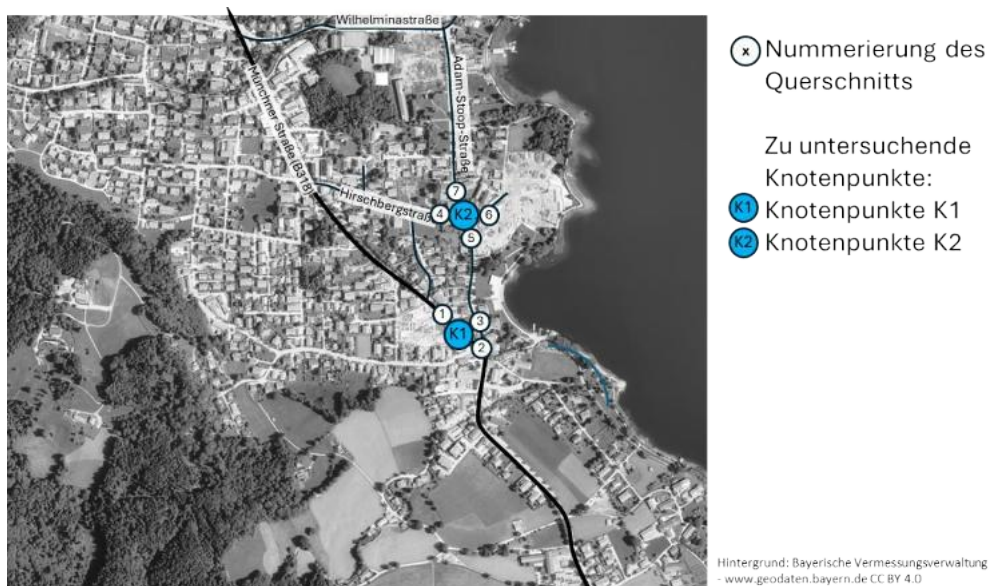 Wilhelminastraße
Münchner Straße (B318)
Adam-Stoop-Straße
Hirschbergstraß
7
4
K2
6
5
1
3
K1
2
x Nummerierung des
Querschnitts
Zu untersuchende
Knotenpunkte:
K1 Knotenpunkte K1
K2 Knotenpunkte K2
Hintergrund: Bayerische Vermessungsverwaltung
- www.geodaten.bayern.de CC BY 4.0